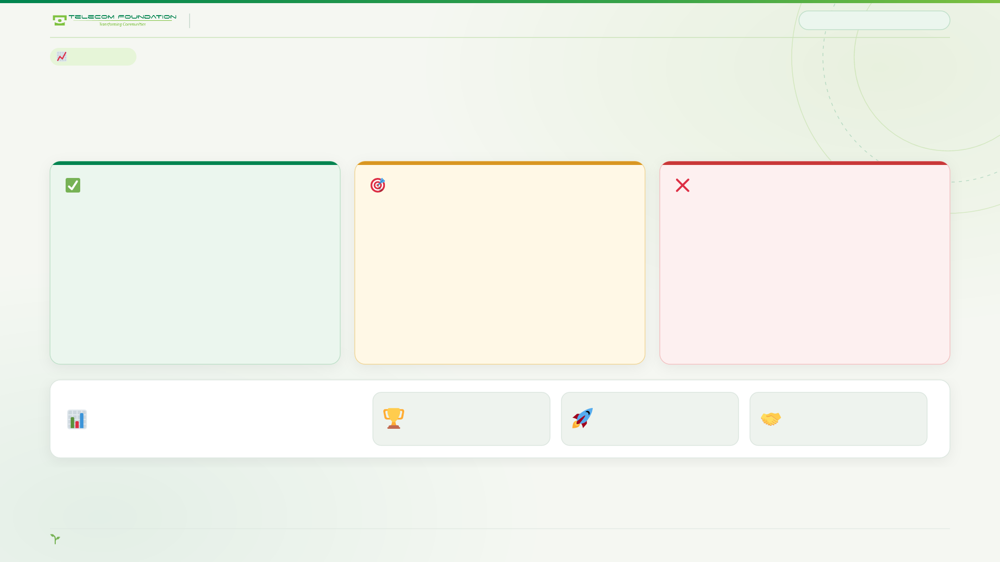 TELECOM FOUNDATION
Transforming Communities